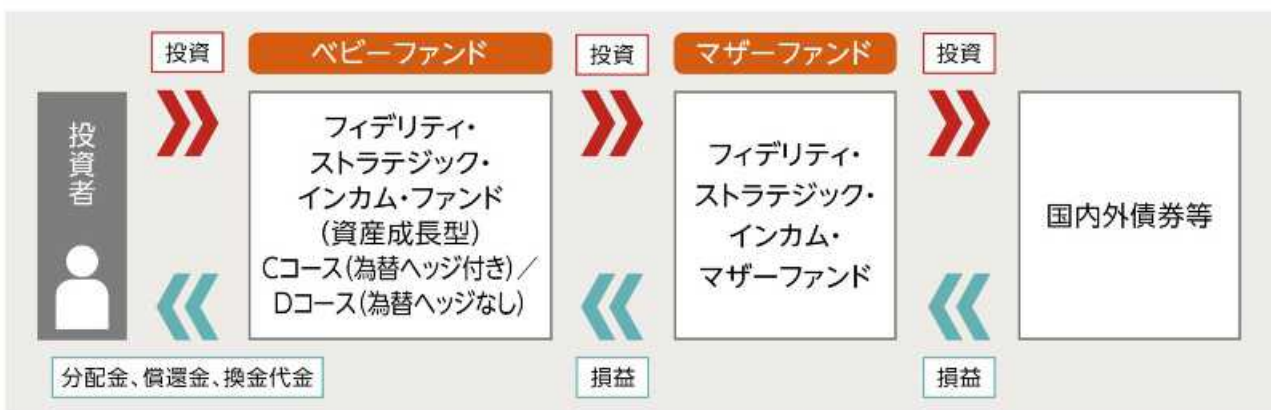 投資
ベビーファンド
投資
マザーファンド
投資
投資者
フィデリティ・
ストラテジック・
インカム・ファンド
(資産成長型)
Cコース(為替ヘッジ付き)／
Dコース(為替ヘッジなし)
フィデリティ・
ストラテジック・
インカム・
マザーファンド
国内外債券等
分配金、償還金、換金代金
損益
損益